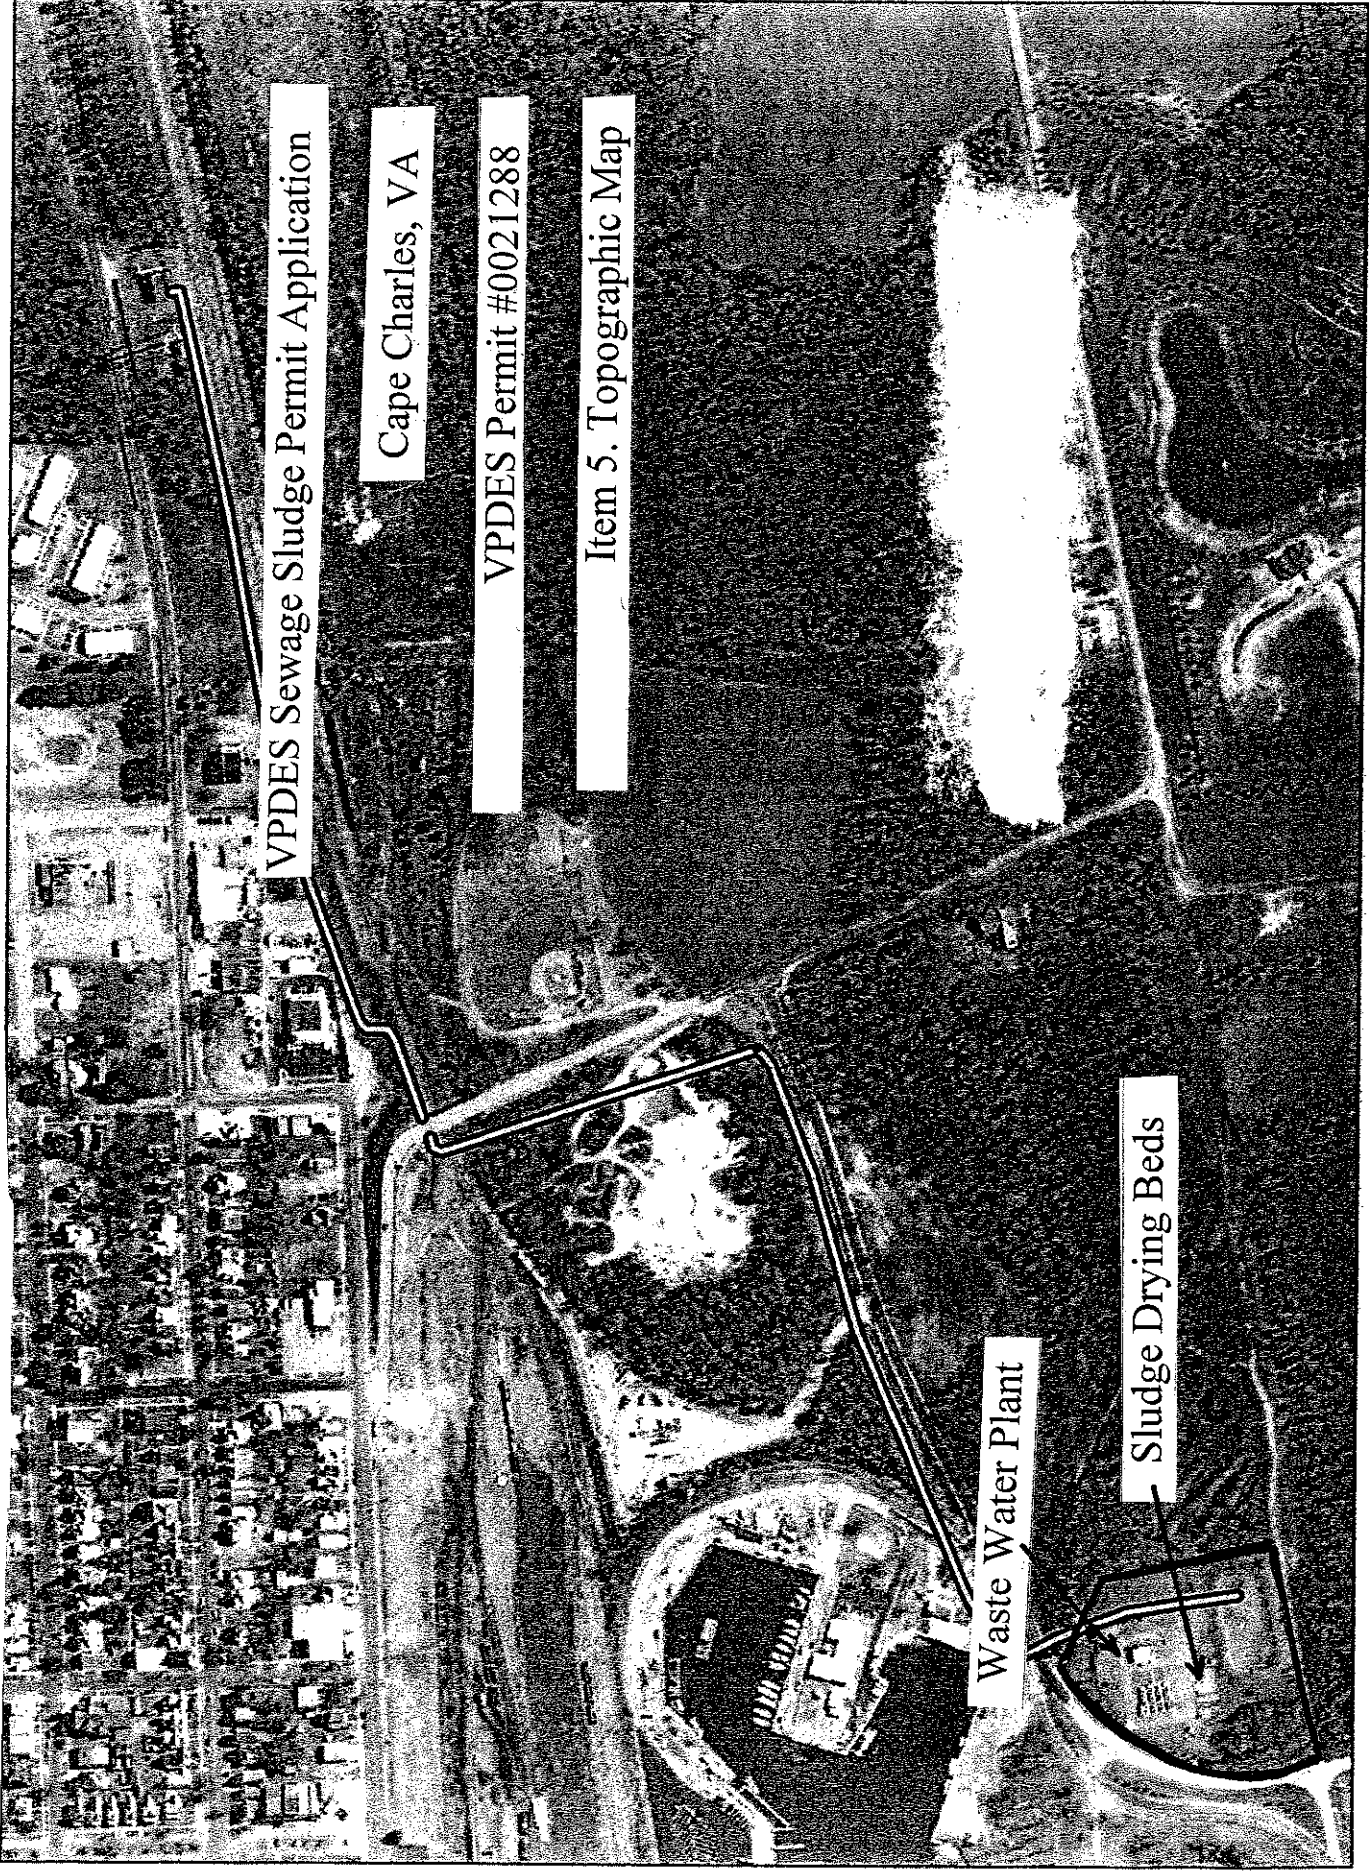 VPDES Sewage Sludge Permit Application
Cape Charles, VA
VPDES Permit #0021288
Item 5. Topographic Map
Waste Water Plant
Sludge Drying Beds